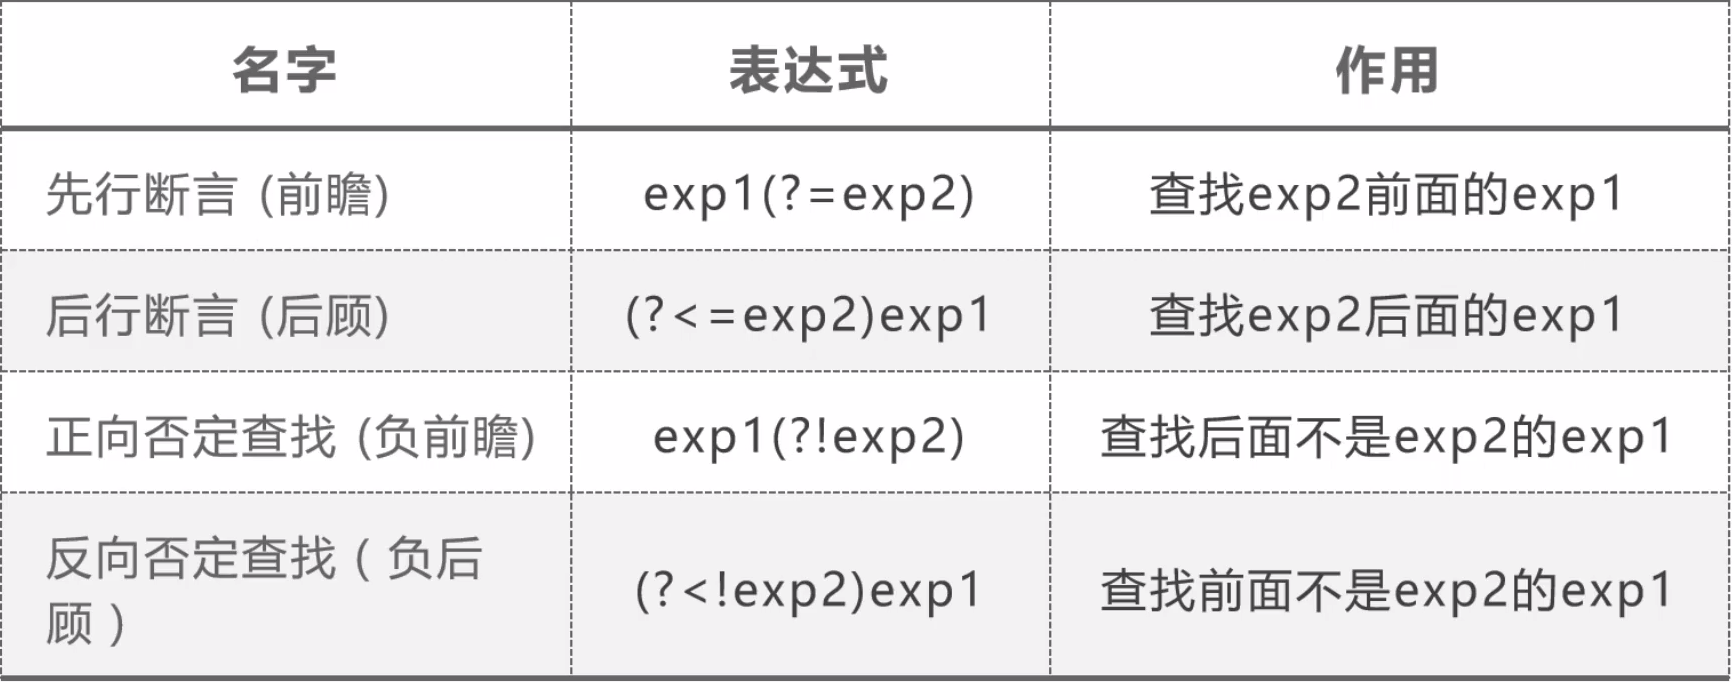 名字 表达式 作用
先行断言 (前瞻) exp1(?=exp2) 查找exp2前面的exp1
后行断言 (后顾) (?<=exp2)exp1 查找exp2后面的exp1
正向否定查找 (负前瞻) exp1(?!exp2) 查找后面不是exp2的exp1
反向否定查找 ( 负后
顾 ) (?<!exp2)exp1 查找前面不是exp2的exp1